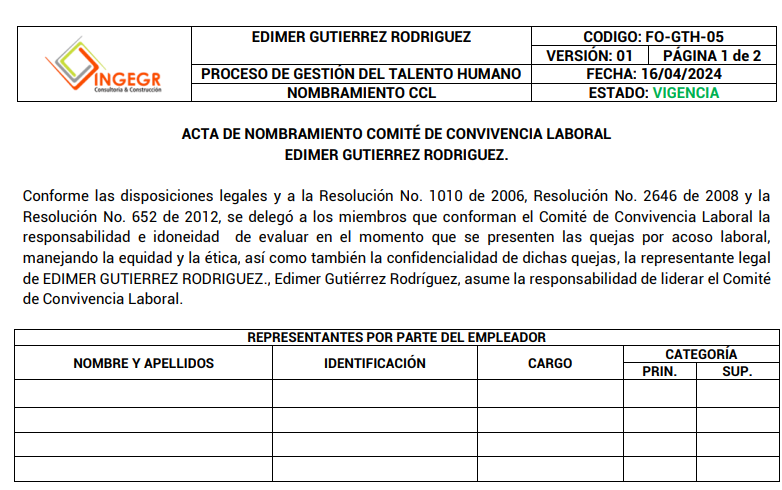 INGEGR
Consultoría & Construcción
EDIMER GUTIERREZ RODRIGUEZ
CODIGO: FO-GTH-05
VERSIÓN: 01
PÁGINA 1 de 2
PROCESO DE GESTIÓN DEL TALENTO HUMANO
FECHA: 16/04/2024
NOMBRAMIENTO CCL
ESTADO: VIGENCIA
ACTA DE NOMBRAMIENTO COMITÉ DE CONVIVENCIA LABORAL
EDIMER GUTIERREZ RODRIGUEZ.
Conforme las disposiciones legales y a la Resolución No. 1010 de 2006, Resolución No. 2646 de 2008 y la
Resolución No. 652 de 2012, se delegó a los miembros que conforman el Comité de Convivencia Laboral la
responsabilidad e idoneidad de evaluar en el momento que se presenten las quejas por acoso laboral,
manejando la equidad y la ética, así como también la confidencialidad de dichas quejas, la representante legal
de EDIMER GUTIERREZ RODRIGUEZ., Edimer Gutiérrez Rodríguez, asume la responsabilidad de liderar el Comité
de Convivencia Laboral.
REPRESENTANTES POR PARTE DEL EMPLEADOR
NOMBRE Y APELLIDOS
IDENTIFICACIÓN
CARGO
CATEGORÍA
PRIN.
SUP.